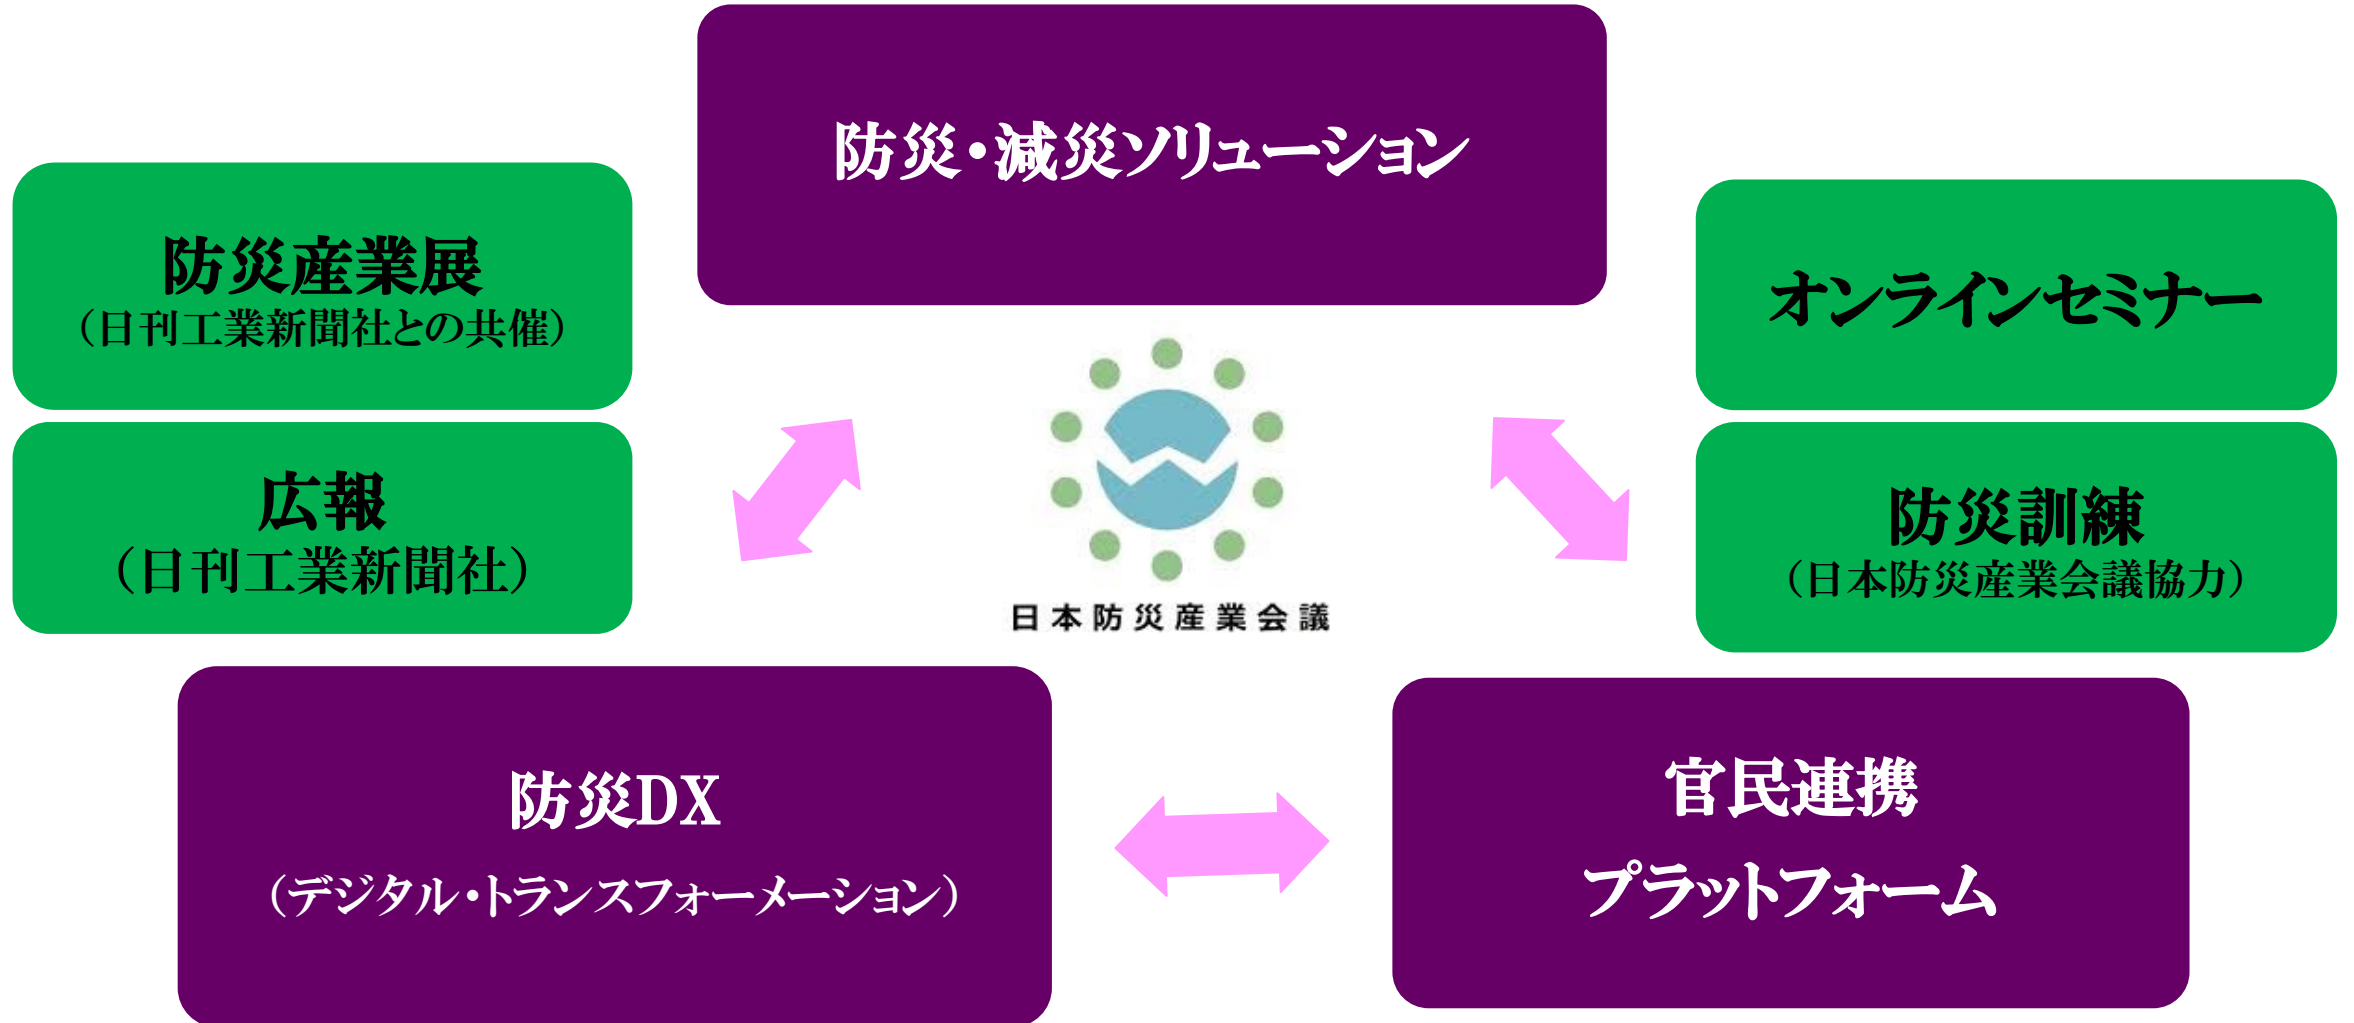 防災・減災ソリューション
防災産業展
（日刊工業新聞社との共催）
オンラインセミナー
広報
（日刊工業新聞社）
防災訓練
（日本防災産業会議協力）
日本防災産業会議
防災DX
（デジタル・トランスフォーメーション）
官民連携
プラットフォーム